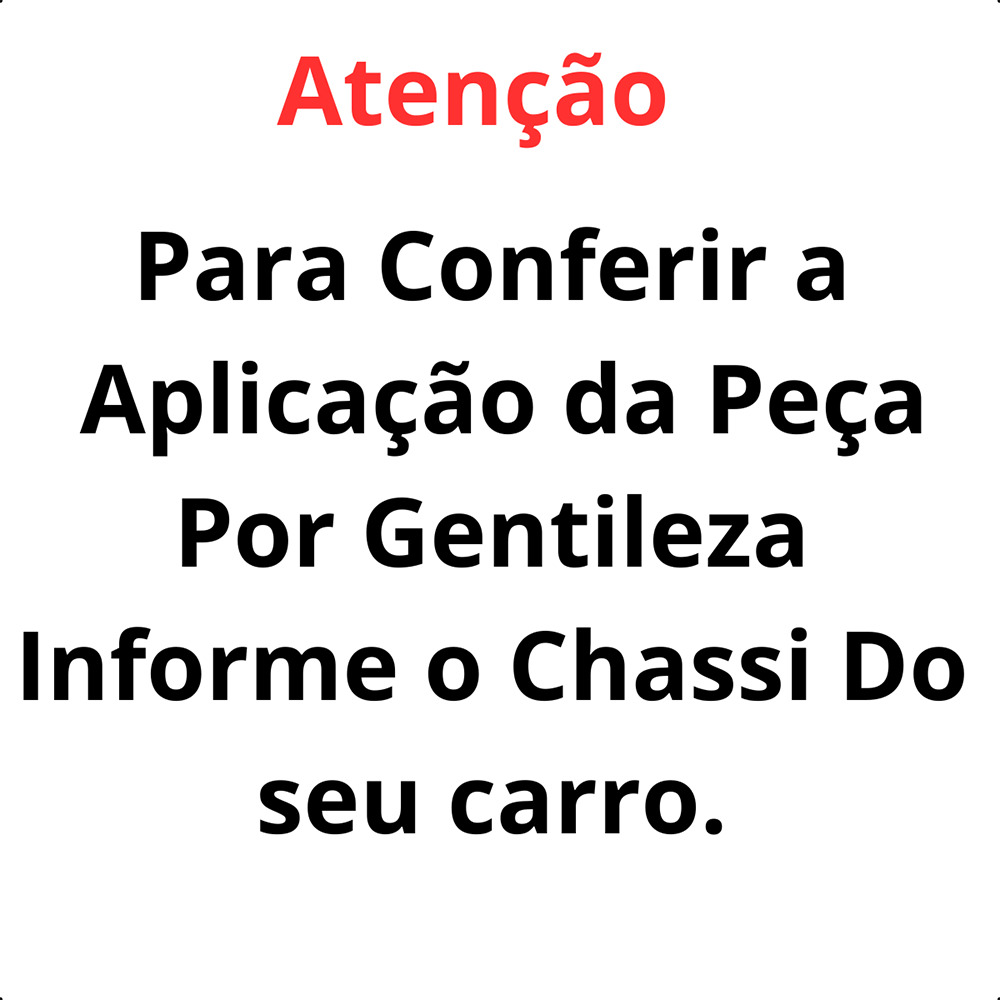 Atenção
Para Conferir a
Aplicação da Peça
Por Gentileza
Informe o Chassi Do
seu carro.